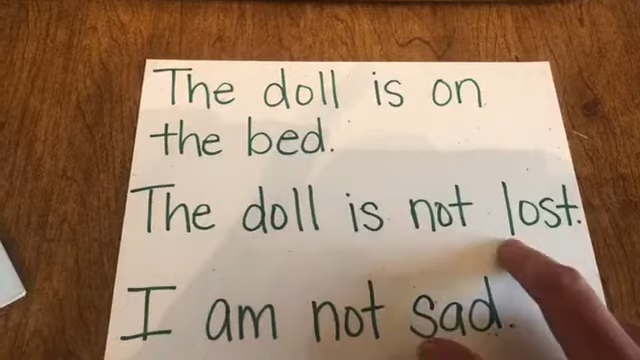 The doll is on
the bed.
The doll is not lost.
I am not sad.